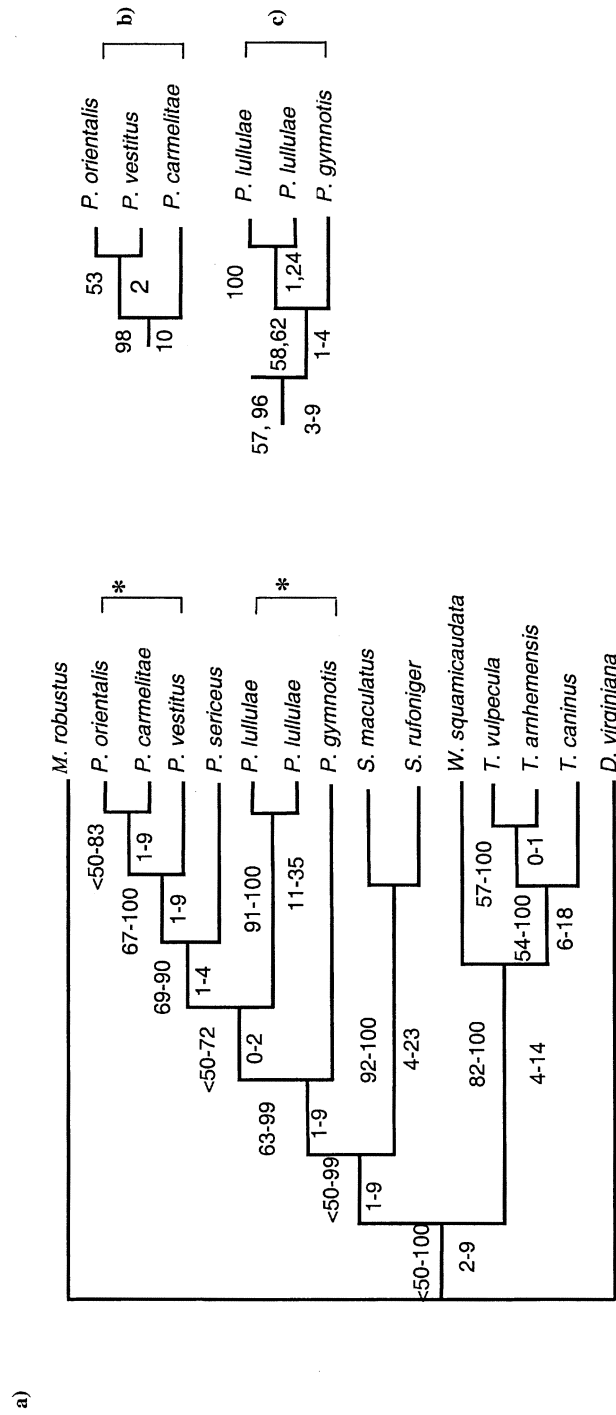 a)
M. robustus
P. orientalis
P. carmelitae
P. vestitus
P. sericeus
P. lullulae
P. lullulae
P. gymnotis
S. maculatus
S. rufoniger
W. squamicaudata
T. vulpecula
T. arnhemensis
T. caninus
D. virginiana
*
*
<50-83
1-9
67-100
1-9
69-90
1-4
<50-72
0-2
91-100
11-35
63-99
1-9
<50-99
1-9
92-100
4-23
<50-100
2-9
82-100
4-14
57-100
0-1
54-100
6-18
b)
P. orientalis
P. vestitus
P. carmelitae
53
2
98
10
c)
P. lullulae
P. lullulae
P. gymnotis
100
1,24
58,62
1-4
57, 96
3-9